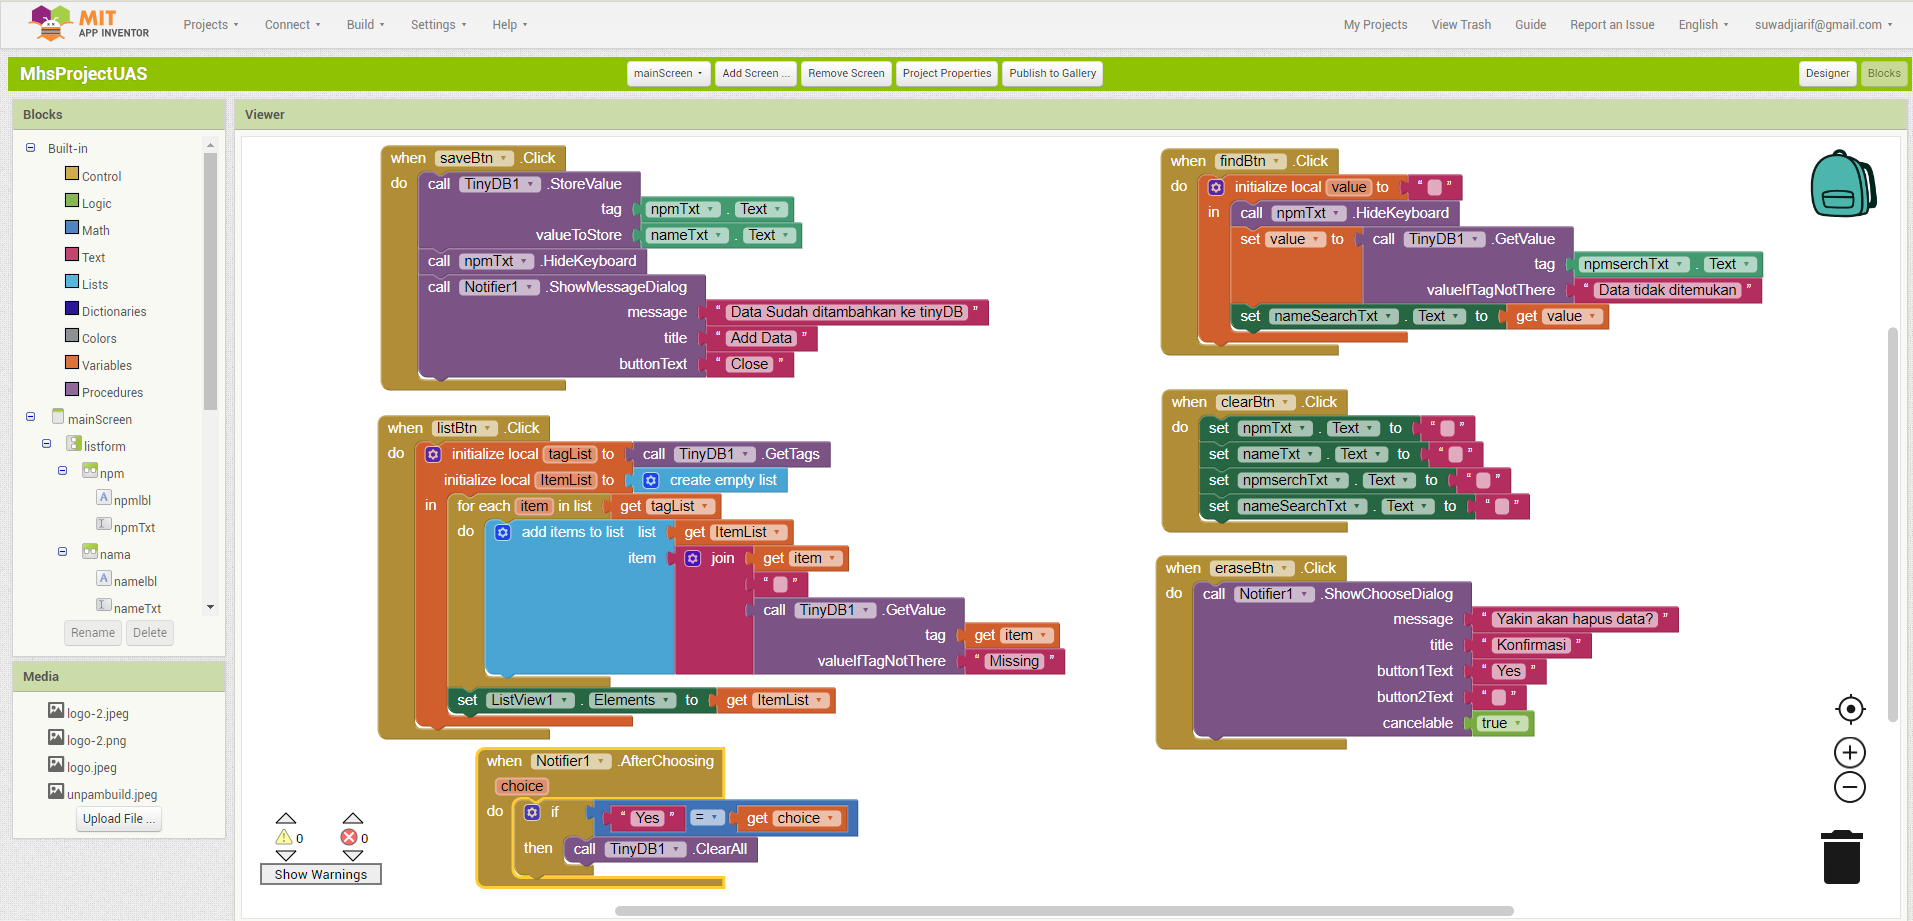 MIT
APP INVENTOR
Projects
Connect
Build
Settings
Help
My Projects
View Trash
Guide
Report an Issue
English
suwadjiarif@gmail.com
MhsProjectUAS
mainScreen
Add Screen ...
Remove Screen
Project Properties
Publish to Gallery
Designer
Blocks
Blocks
Built-in
Control
Logic
Math
Text
Lists
Dictionaries
Colors
Variables
Procedures
mainScreen
listform
npm
npmlbl
npmTxt
nama
namelbl
nameTxt
Rename
Delete
Media
logo-2.jpeg
logo-2.png
logo.jpeg
unpambuild.jpeg
Upload File ...
Viewer
when saveBtn .Click
do call TinyDB1 .StoreValue
tag npmTxt . Text
valueToStore nameTxt . Text
call npmTxt .HideKeyboard
call Notifier1 .ShowMessageDialog
message “ Data Sudah ditambahkan ke tinyDB ”
title “ Add Data ”
buttonText “ Close ”
when listBtn .Click
do initialize local tagList to call TinyDB1 .GetTags
initialize local ItemList to create empty list
in for each item in list get tagList
do add items to list list get ItemList
item join get item
“ ”
call TinyDB1 .GetValue
tag get item
valueIfTagNotThere “ Missing ”
set ListView1 . Elements to get ItemList
when Notifier1 .AfterChoosing
choice
do if “ Yes ” = get choice
then call TinyDB1 .ClearAll
0 0
Show Warnings
when findBtn .Click
do initialize local value to “ ”
in call npmTxt .HideKeyboard
set value to call TinyDB1 .GetValue
tag npmserchTxt . Text
valueIfTagNotThere “ Data tidak ditemukan ”
set nameSearchTxt . Text to get value
when clearBtn .Click
do set npmTxt . Text to “ ”
set nameTxt . Text to “ ”
set npmserchTxt . Text to “ ”
set nameSearchTxt . Text to “ ”
when eraseBtn .Click
do call Notifier1 .ShowChooseDialog
message “ Yakin akan hapus data? ”
title “ Konfirmasi ”
button1Text “ Yes ”
button2Text “ ”
cancelable true